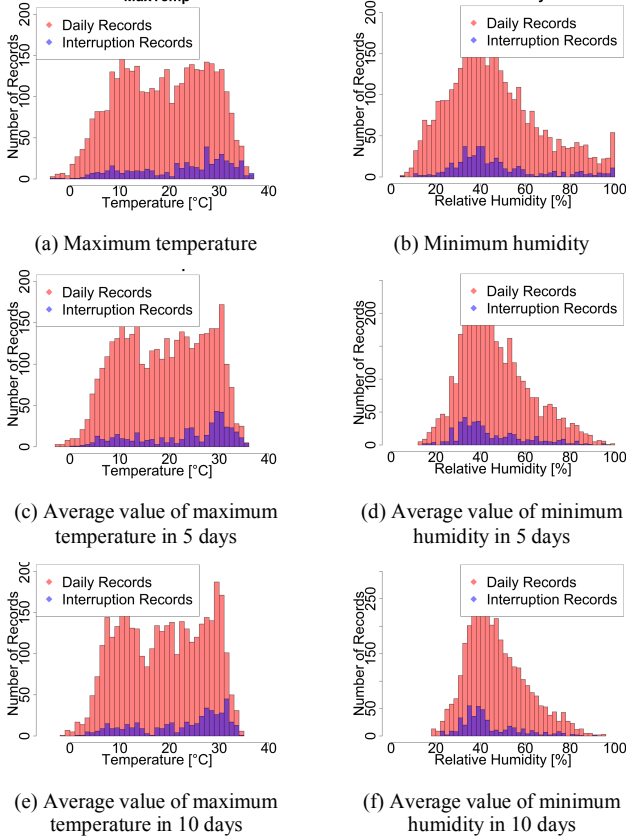 MaxTemp
Number of Records
0 50 100 150 200
Daily Records
Interruption Records
0 10 20 30 40
Temperature [°C]
(a) Maximum temperature
Number of Records
0 50 100 150 200
Daily Records
Interruption Records
0 20 40 60 80 100
Relative Humidity [%]
(b) Minimum humidity
Number of Records
0 50 100 150 200
Daily Records
Interruption Records
0 10 20 30 40
Temperature [°C]
(c) Average value of maximum
temperature in 5 days
Number of Records
0 50 100 200
Daily Records
Interruption Records
0 20 40 60 80 100
Relative Humidity [%]
(d) Average value of minimum
humidity in 5 days
Number of Records
0 50 100 150
Daily Records
Interruption Records
0 10 20 30 40
Temperature [°C]
(e) Average value of maximum
temperature in 10 days
Number of Records
0 50 150 250
Daily Records
Interruption Records
0 20 40 60 80 100
Relative Humidity [%]
(f) Average value of minimum
humidity in 10 days